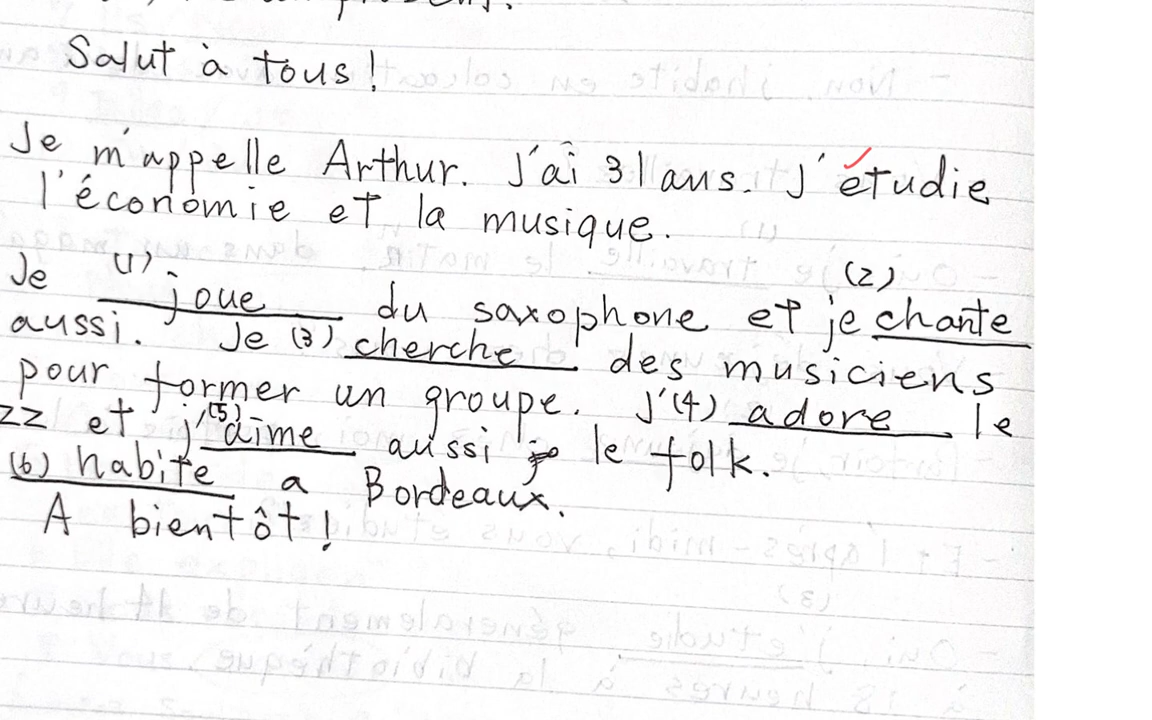 Salut à tous!
Je m'appelle Arthur. J'aî 31 ans. J'étudie
l'économie et la musique.
Je (1) joue du saxophone et je (2) chante
aussi. Je (3) cherche des musiciens
pour former un groupe. J'(4) adore le
zz et j'(5) aime aussi le folk.
(6) habite a Bordeaux.
A bientôt!